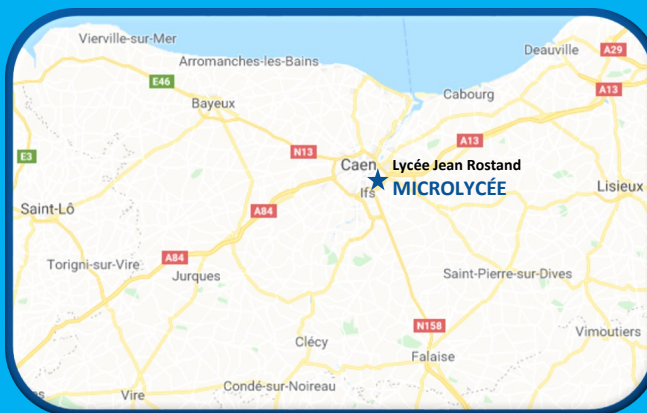 Vierville-sur-Mer
Deauville
A29
Arromanches-les-Bains
E46
Cabourg
A13
Bayeux
N13
A13
E3
Caen
Lycée Jean Rostand
MICROLYCÉE
Ifs
Lisieux
Saint-Lô
A84
A84
Torigni-sur-Vire
Jurques
Saint-Pierre-sur-Dives
N158
Vimoutiers
Clécy
Falaise
Condé-sur-Noireau
Vire